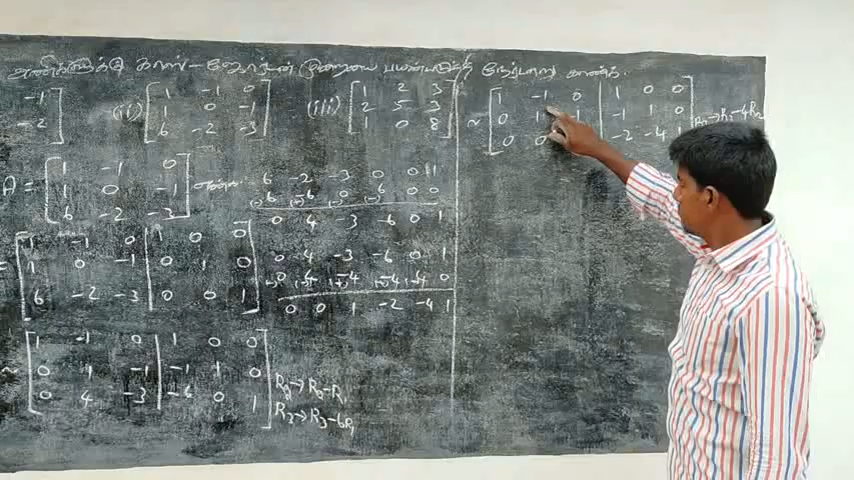 அணிகளுக்கு காஸ்-ஜோர்டன் முறையை பயன்படுத்தி நேர்மாறு காண்க.
-1
-2
(ii) 1 -1 0
1 0 -1
6 -2 -3
(iii) 1 2 3
2 5 3
1 0 8
A = 1 -1 0
1 0 -1
6 -2 -3
என்க.
1 -1 0 | 1 0 0
1 0 -1 | 0 1 0
6 -2 -3 | 0 0 1
~ 1 -1 0 | 1 0 0
0 1 -1 | -1 1 0
0 4 -3 | -6 0 1
R2→R2-R1
R3→R3-6R1
6 -2 -3 0 0 1
0 4 -3 -6 0 1
0 4 -3 -6 0 1
0 0 1 -2 -4 1
~ 1 -1 0 | 1 0 0
0 1 -1 | -1 1 0
0 0 | -2 -4 1
R3→R3-4R2